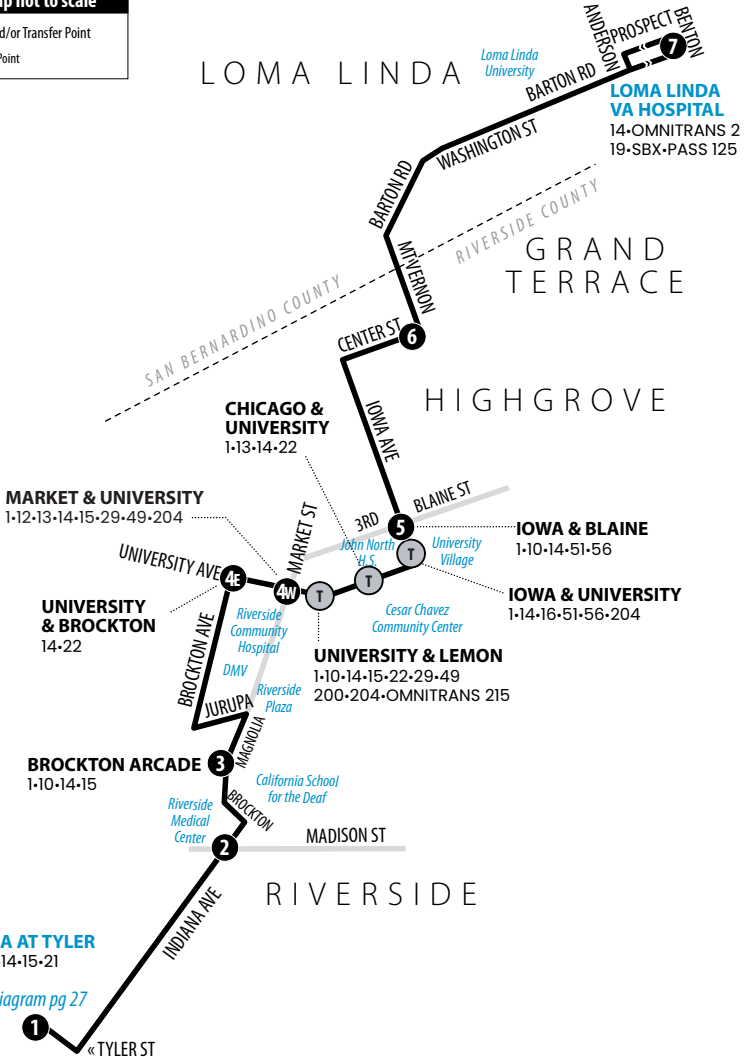 not to scale
d/or Transfer Point
Point
LOMA LINDA
Loma Linda
University
ANDERSON
PROSPECT
BENTON
7
BARTON RD
LOMA LINDA
VA HOSPITAL
14•OMNITRANS 2
19•SBX•PASS 125
WASHINGTON ST
BARTON RD
RIVERSIDE COUNTY
SAN BERNARDINO COUNTY
MT VERNON
GRAND
TERRACE
CENTER ST
6
HIGHGROVE
IOWA AVE
CHICAGO &
UNIVERSITY
1•13•14•22
MARKET & UNIVERSITY
1•12•13•14•15•29•49•204
MARKET ST
3RD
BLAINE ST
5
IOWA & BLAINE
1•10•14•51•56
John North
H.S.
University
Village
T
IOWA & UNIVERSITY
1•14•16•51•56•204
UNIVERSITY AVE
4E
4W
T
T
UNIVERSITY
& BROCKTON
14•22
Riverside
Community
Hospital
Cesar Chavez
Community Center
UNIVERSITY & LEMON
1•10•14•15•22•29•49
200•204•OMNITRANS 215
BROCKTON AVE
DMV
JURUPA
Riverside
Plaza
MAGNOLIA
BROCKTON ARCADE
1•10•14•15
3
California School
for the Deaf
Riverside
Medical
Center
BROCKTON
2
MADISON ST
RIVERSIDE
INDIANA AVE
A AT TYLER
14•15•21
iagram pg 27
1
« TYLER ST